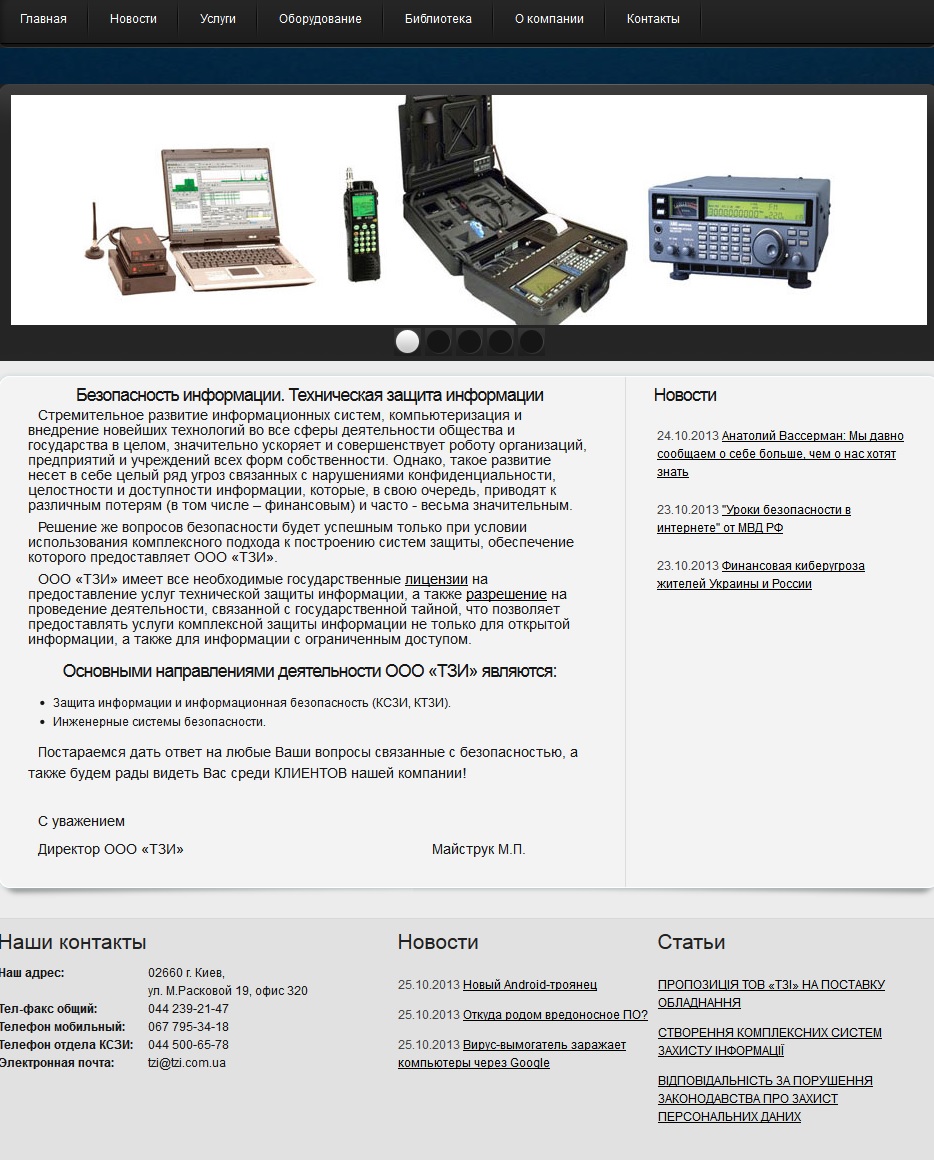 Главная Новости Услуги Оборудование Библиотека О компании Контакты
Безопасность информации. Техническая защита информации
Стремительное развитие информационных систем, компьютеризация и
внедрение новейших технологий во все сферы деятельности общества и
государства в целом, значительно ускоряет и совершенствует роботу организаций,
предприятий и учреждений всех форм собственности. Однако, такое развитие
несет в себе целый ряд угроз связанных с нарушениями конфиденциальности,
целостности и доступности информации, которые, в свою очередь, приводят к
различным потерям (в том числе – финансовым) и часто - весьма значительным.
Решение же вопросов безопасности будет успешным только при условии
использования комплексного подхода к построению систем защиты, обеспечение
которого предоставляет ООО «ТЗИ».
ООО «ТЗИ» имеет все необходимые государственные лицензии на
предоставление услуг технической защиты информации, а также разрешение на
проведение деятельности, связанной с государственной тайной, что позволяет
предоставлять услуги комплексной защиты информации не только для открытой
информации, а также для информации с ограниченным доступом.
Основными направлениями деятельности ООО «ТЗИ» являются:
• Защита информации и информационная безопасность (КСЗИ, КТЗИ).
• Инженерные системы безопасности.
Постараемся дать ответ на любые Ваши вопросы связанные с безопасностью, а
также будем рады видеть Вас среди КЛИЕНТОВ нашей компании!
С уважением
Директор ООО «ТЗИ» Майструк М.П.
Новости
24.10.2013 Анатолий Вассерман: Мы давно
сообщаем о себе больше, чем о нас хотят
знать
23.10.2013 "Уроки безопасности в
интернете" от МВД РФ
23.10.2013 Финансовая киберугроза
жителей Украины и России
Наши контакты
Наш адрес: 02660 г. Киев,
ул. М.Расковой 19, офис 320
Тел-факс общий: 044 239-21-47
Телефон мобильный: 067 795-34-18
Телефон отдела КСЗИ: 044 500-65-78
Электронная почта: tzi@tzi.com.ua
Новости
25.10.2013 Новый Android-троянец
25.10.2013 Откуда родом вредоносное ПО?
25.10.2013 Вирус-вымогатель заражает
компьютеры через Google
Статьи
ПРОПОЗИЦІЯ ТОВ «ТЗІ» НА ПОСТАВКУ
ОБЛАДНАННЯ
СТВОРЕННЯ КОМПЛЕКСНИХ СИСТЕМ
ЗАХИСТУ ІНФОРМАЦІЇ
ВІДПОВІДАЛЬНІСТЬ ЗА ПОРУШЕННЯ
ЗАКОНОДАВСТВА ПРО ЗАХИСТ
ПЕРСОНАЛЬНИХ ДАНИХ